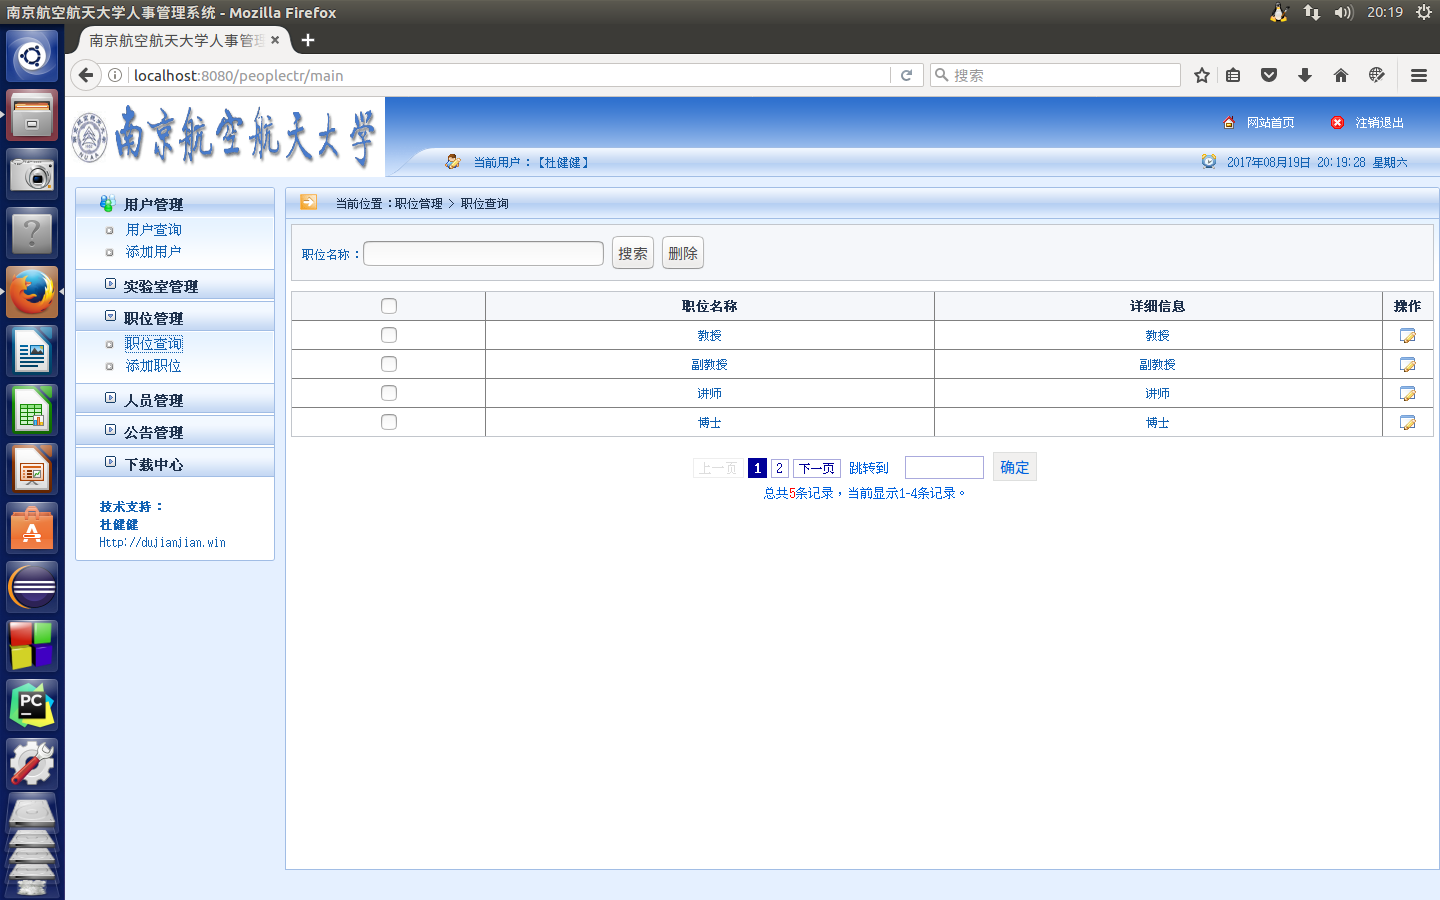 南京航空航天大学人事管理系统 - Mozilla Firefox
20:19
南京航空航天大学人事管理
localhost:8080/peoplectr/main
搜索
南京航空航天大学
网站首页
注销退出
当前用户：【杜健健】
2017年08月19日 20:19:28 星期六
用户管理
用户查询
添加用户
实验室管理
职位管理
职位查询
添加职位
人员管理
公告管理
下载中心
技术支持：
杜健健
Http://dujianjian.win
当前位置：职位管理 > 职位查询
职位名称： 搜索 删除
职位名称 详细信息 操作
教授 教授
副教授 副教授
讲师 讲师
博士 博士
上一页 1 2 下一页 跳转到 确定
总共5条记录，当前显示1-4条记录。